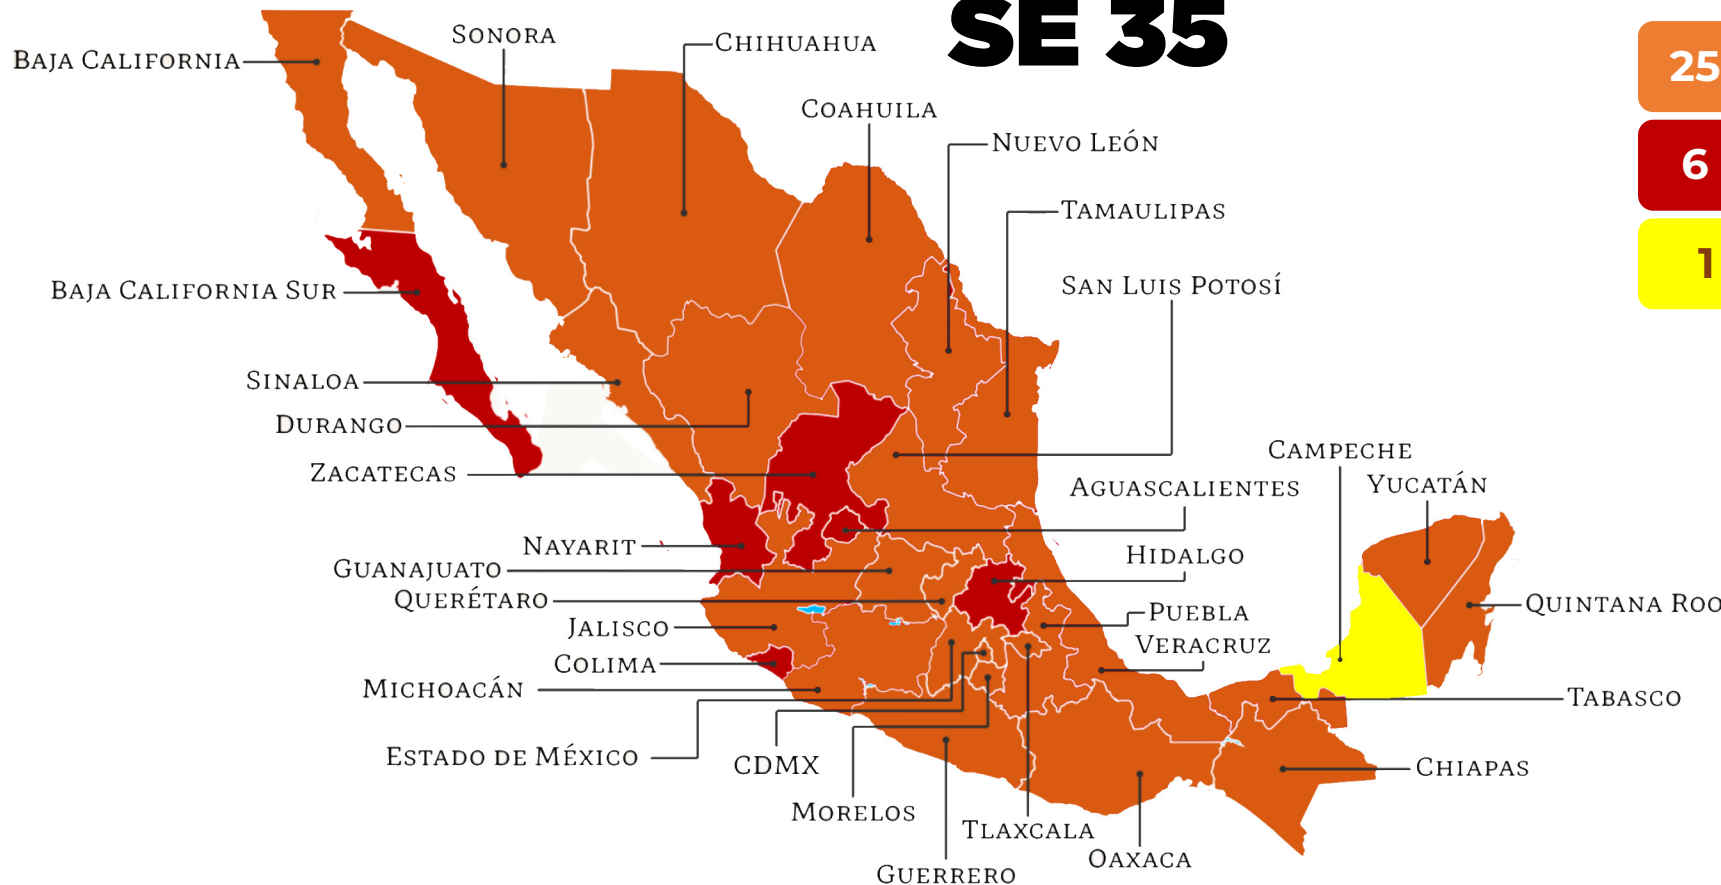 SE 35
25
6
1
BAJA CALIFORNIA
SONORA
CHIHUAHUA
COAHUILA
NUEVO LEÓN
TAMAULIPAS
SAN LUIS POTOSÍ
BAJA CALIFORNIA SUR
SINALOA
DURANGO
ZACATECAS
CAMPECHE
YUCATÁN
AGUASCALIENTES
NAYARIT
HIDALGO
GUANAJUATO
QUERÉTARO
QUINTANA ROO
PUEBLA
JALISCO
VERACRUZ
COLIMA
MICHOACÁN
TABASCO
ESTADO DE MÉXICO
CDMX
CHIAPAS
MORELOS
TLAXCALA
OAXACA
GUERRERO